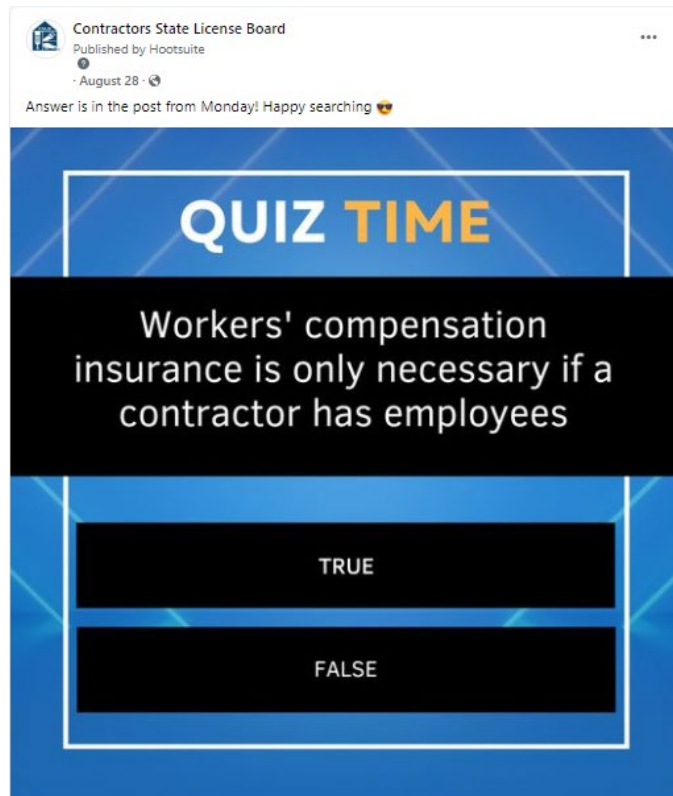 Contractors State License Board
Published by Hootsuite
· August 28 ·
Answer is in the post from Monday! Happy searching 😎
QUIZ TIME
Workers' compensation
insurance is only necessary if a
contractor has employees
TRUE
FALSE